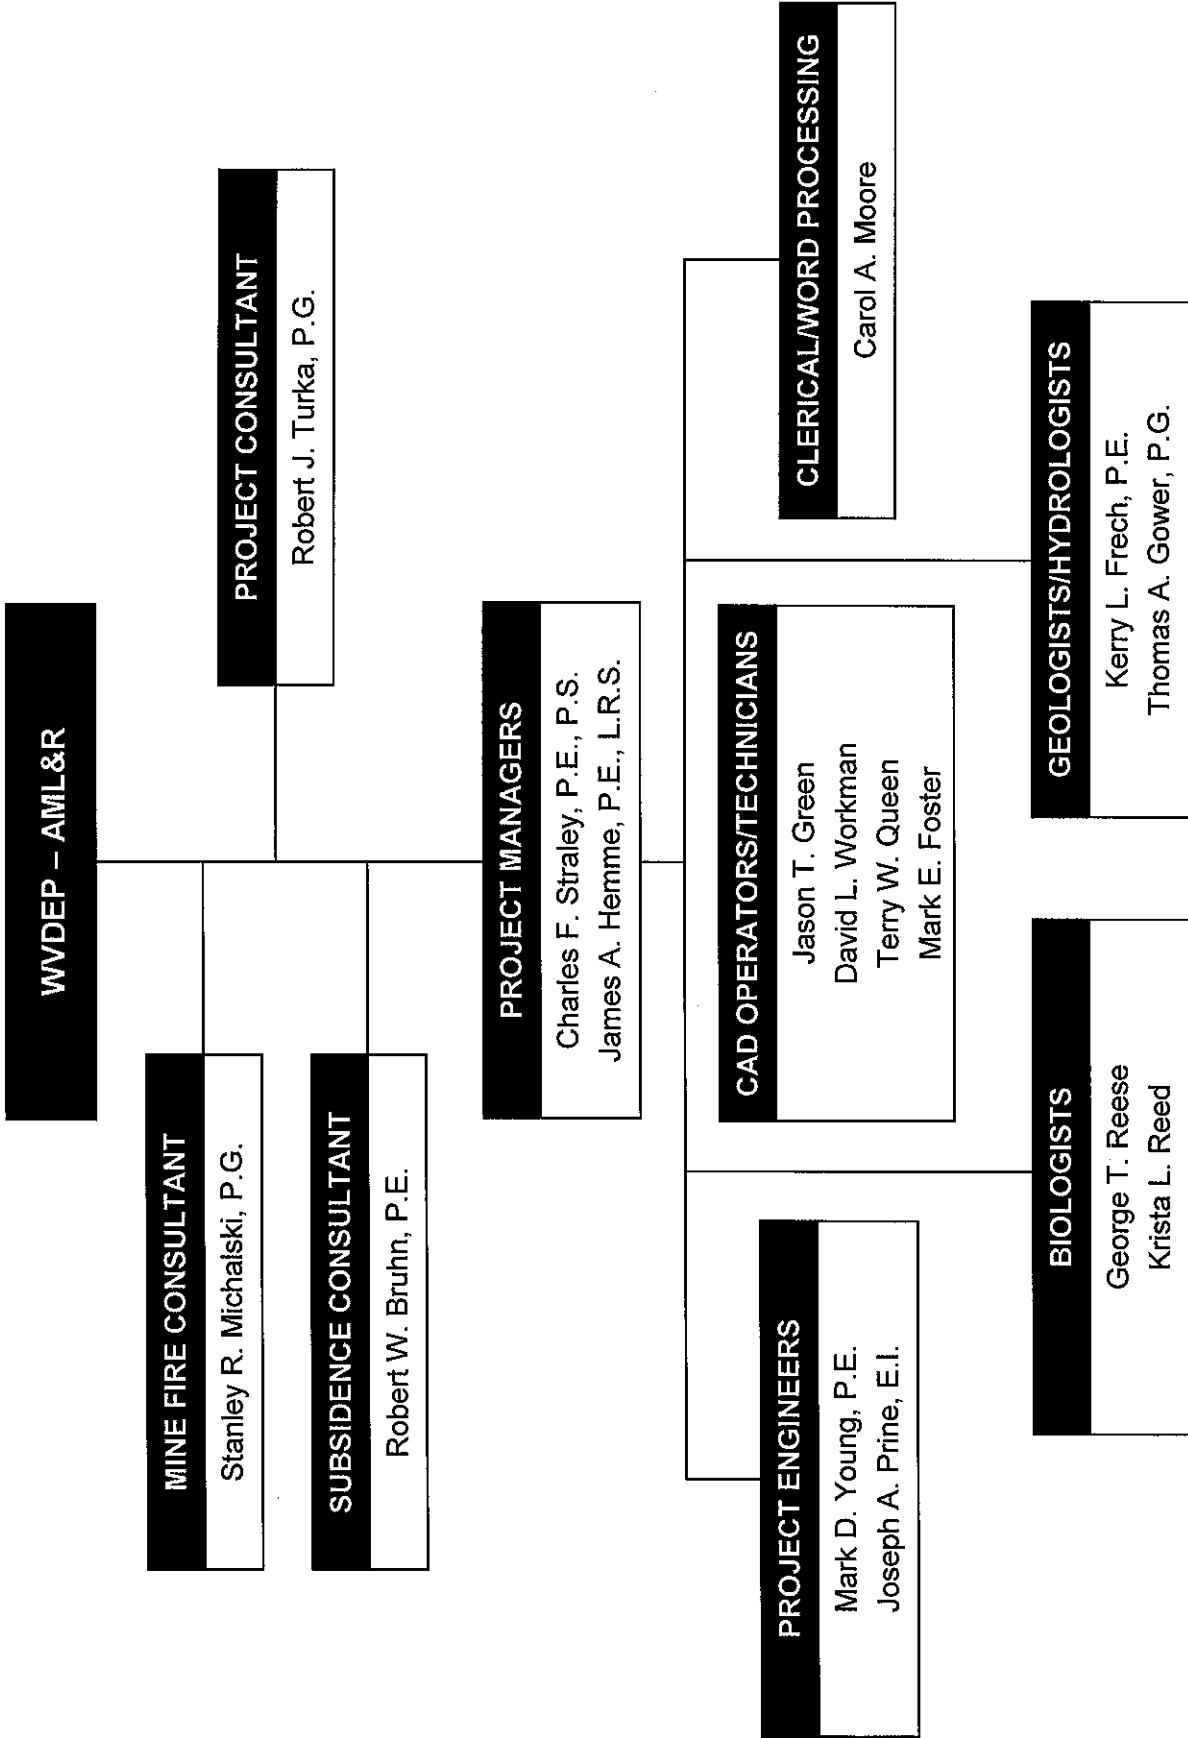 WVDEP – AML&R
MINE FIRE CONSULTANT
Stanley R. Michalski, P.G.
PROJECT CONSULTANT
Robert J. Turka, P.G.
SUBSIDENCE CONSULTANT
Robert W. Bruhn, P.E.
PROJECT MANAGERS
Charles F. Straley, P.E., P.S.
James A. Hemme, P.E., L.R.S.
PROJECT ENGINEERS
Mark D. Young, P.E.
Joseph A. Prine, E.I.
CAD OPERATORS/TECHNICIANS
Jason T. Green
David L. Workman
Terry W. Queen
Mark E. Foster
CLERICAL/WORD PROCESSING
Carol A. Moore
BIOLOGISTS
George T. Reese
Krista L. Reed
GEOLOGISTS/HYDROLOGISTS
Kerry L. Frech, P.E.
Thomas A. Gower, P.G.